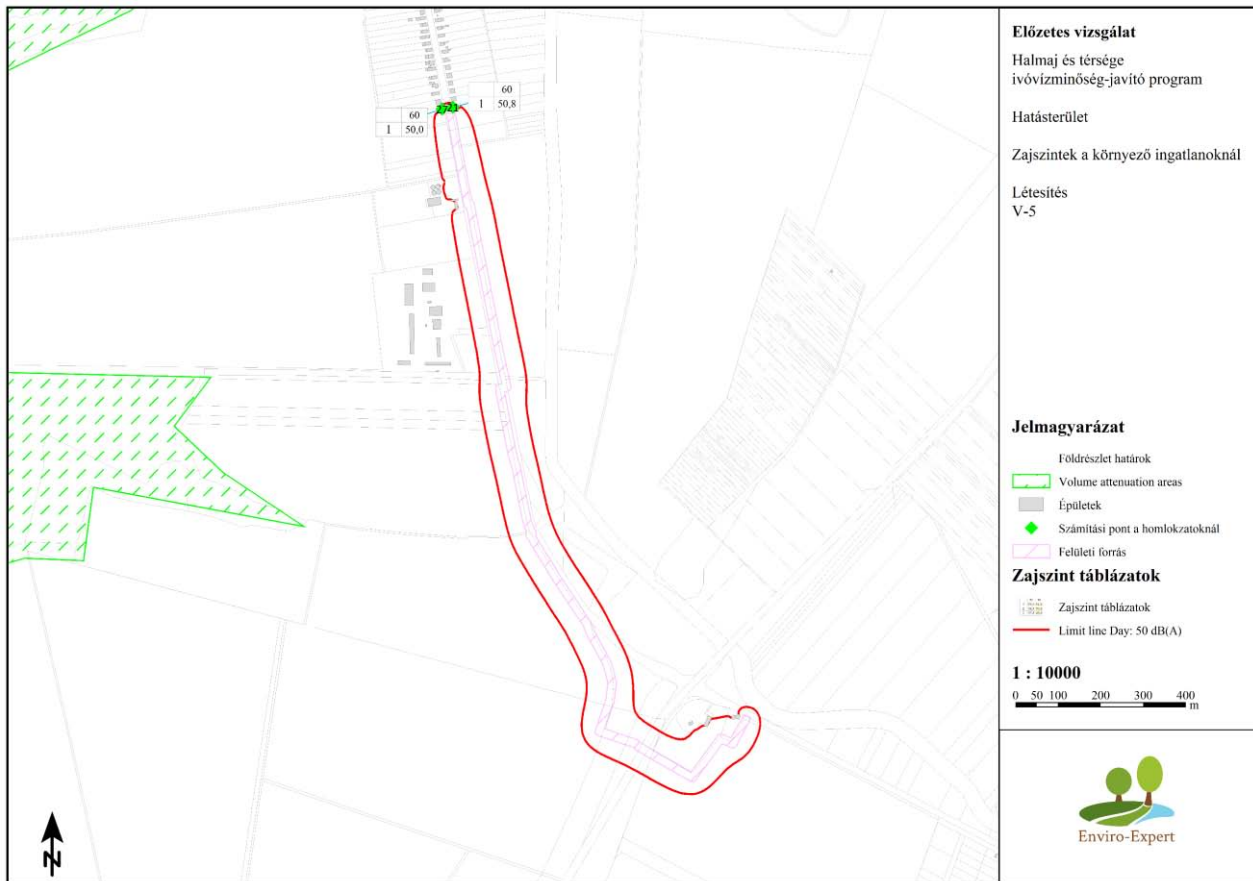 Előzetes vizsgálat
Halmaj és térsége
ivóvízminőség-javító program
Hatásterület
Zajszintek a környező ingatlanoknál
Létesítés
V-5
60
1 50,8
60
1 50,0
27
21
Jelmagyarázat
Földrészlet határok
Volume attenuation areas
Épületek
Számítási pont a homlokzatoknál
Felületi forrás
Zajszint táblázatok
Zajszint táblázatok
Limit line Day: 50 dB(A)
1 : 10000
0 50 100 200 300 400
m
N
Enviro-Expert